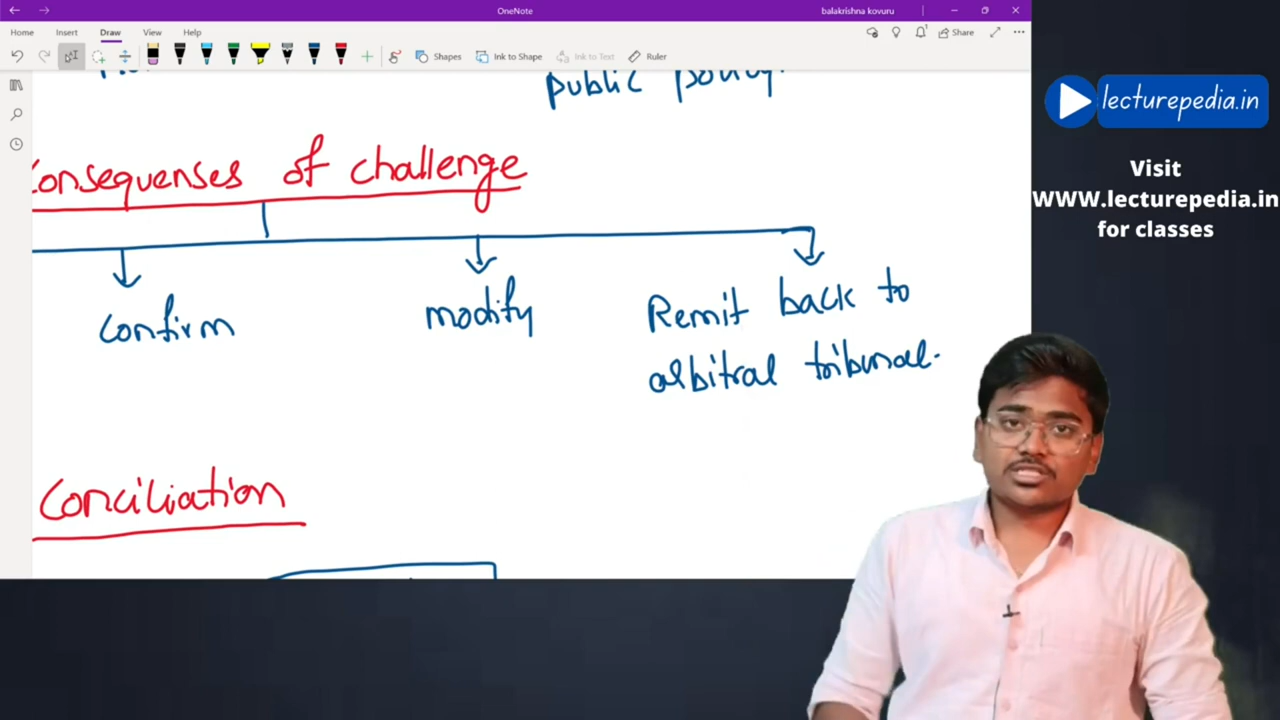 OneNote
balakrishna kovuru
Home Insert Draw View Help
Share
Shapes Ink to Shape Ink to Text Ruler
public policy.
Consequenses of challenge
confirm
modify
Remit back to
arbitral tribunal.
Conciliation
lecturepedia.in
Visit
WWW.lecturepedia.in
for classes